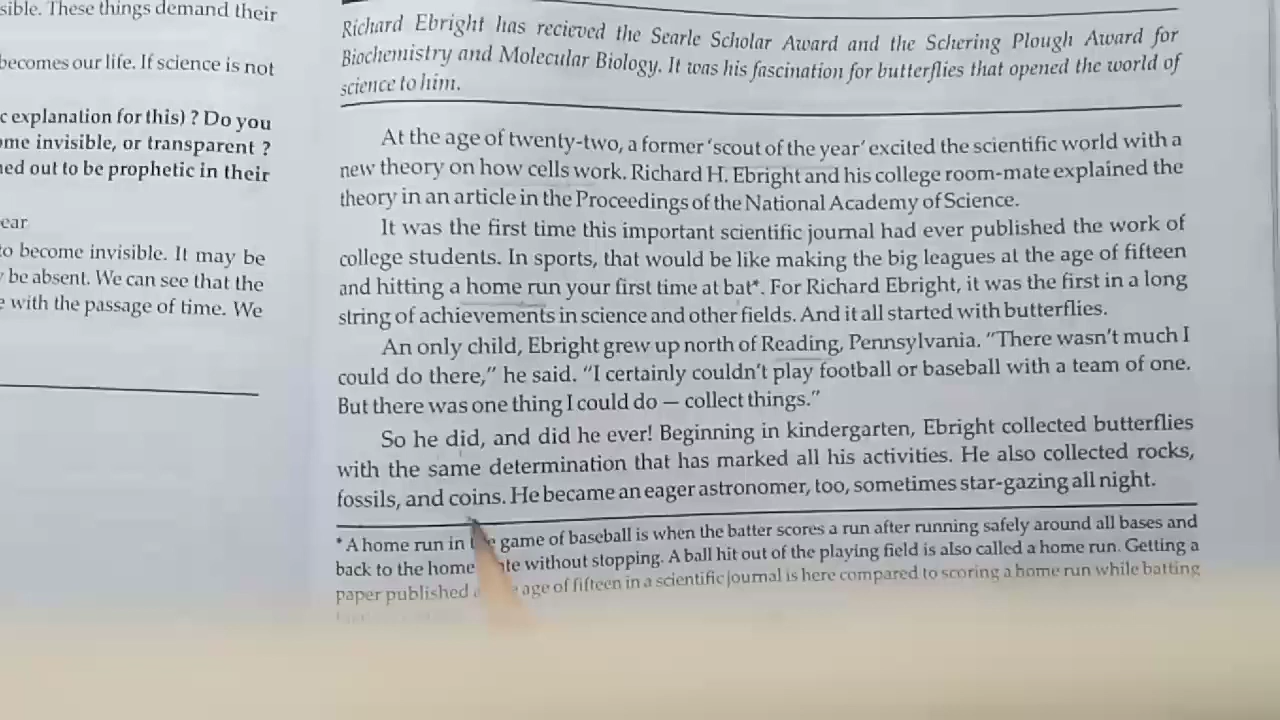 sible. These things demand their
becomes our life. If science is not
c explanation for this) ? Do you
ome invisible, or transparent ?
ned out to be prophetic in their
ear
to become invisible. It may be
be absent. We can see that the
e with the passage of time. We
Richard Ebright has recieved the Searle Scholar Award and the Schering Plough Award for
Biochemistry and Molecular Biology. It was his fascination for butterflies that opened the world of
science to him.
At the age of twenty-two, a former 'scout of the year' excited the scientific world with a
new theory on how cells work. Richard H. Ebright and his college room-mate explained the
theory in an article in the Proceedings of the National Academy of Science.
It was the first time this important scientific journal had ever published the work of
college students. In sports, that would be like making the big leagues at the age of fifteen
and hitting a home run your first time at bat*. For Richard Ebright, it was the first in a long
string of achievements in science and other fields. And it all started with butterflies.
An only child, Ebright grew up north of Reading, Pennsylvania. "There wasn't much I
could do there," he said. "I certainly couldn't play football or baseball with a team of one.
But there was one thing I could do — collect things."
So he did, and did he ever! Beginning in kindergarten, Ebright collected butterflies
with the same determination that has marked all his activities. He also collected rocks,
fossils, and coins. He became an eager astronomer, too, sometimes star-gazing all night.
* A home run in game of baseball is when the batter scores a run after running safely around all bases and
back to the home without stopping. A ball hit out of the playing field is also called a home run. Getting a
paper published age of fifteen in a scientific journal is here compared to scoring a home run while batting